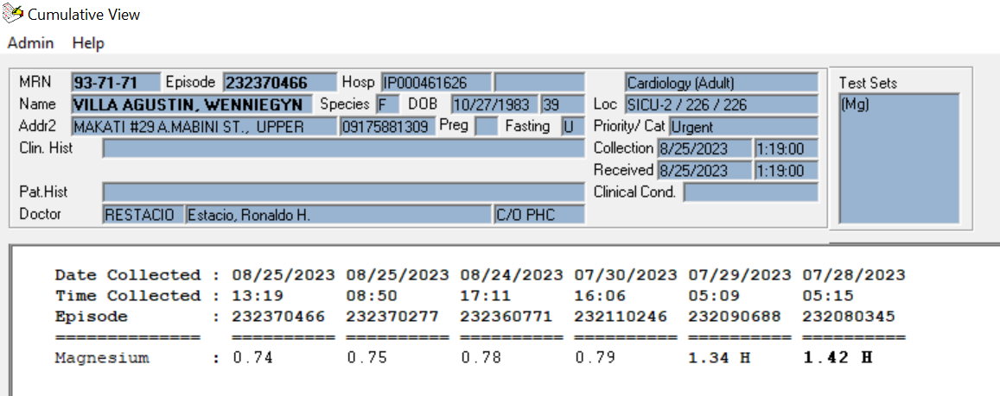 Cumulative View
Admin Help
MRN 93-71-71 Episode 232370466 Hosp IP000461626 Cardiology (Adult) Test Sets
Name VILLA AGUSTIN, WENNIEGYN Species F DOB 10/27/1983 39 Loc SICU-2 / 226 / 226 (Mg)
Addr2 MAKATI #29 A.MABINI ST., UPPER 09175881309 Preg Fasting U Priority/ Cat Urgent
Clin. Hist Collection 8/25/2023 1:19:00
Received 8/25/2023 1:19:00
Pat.Hist Clinical Cond.
Doctor RESTACIO Estacio, Ronaldo H. C/O PHC
Date Collected : 08/25/2023 08/25/2023 08/24/2023 07/30/2023 07/29/2023 07/28/2023
Time Collected : 13:19 08:50 17:11 16:06 05:09 05:15
Episode : 232370466 232370277 232360771 232110246 232090688 232080345
============== ========== ========== ========== ========== ========== ==========
Magnesium : 0.74 0.75 0.78 0.79 1.34 H 1.42 H